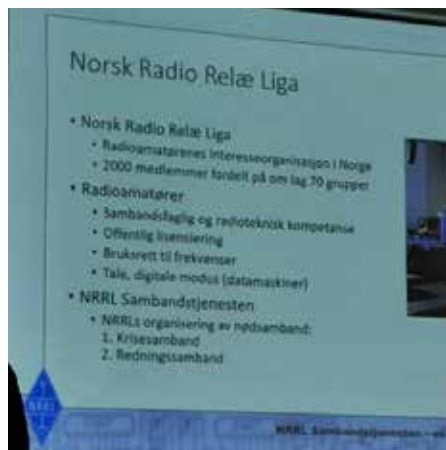 Norsk Radio Relæ Liga
• Norsk Radio Relæ Liga
• Radioamatørenes interesseorganisasjon i Norge
• 2000 medlemmer fordelt på om lag 70 grupper
• Radioamatører
• Sambandsfaglig og radioteknisk kompetanse
• Offentlig lisensiering
• Bruksrett til frekvenser
• Tale, digitale modus (datamaskiner)
• NRRL Sambandstjenesten
• NRRLs organisering av nødsamband:
1. Krisesamband
2. Redningssamband
NRRL
NRRL Sambandstjenesten -